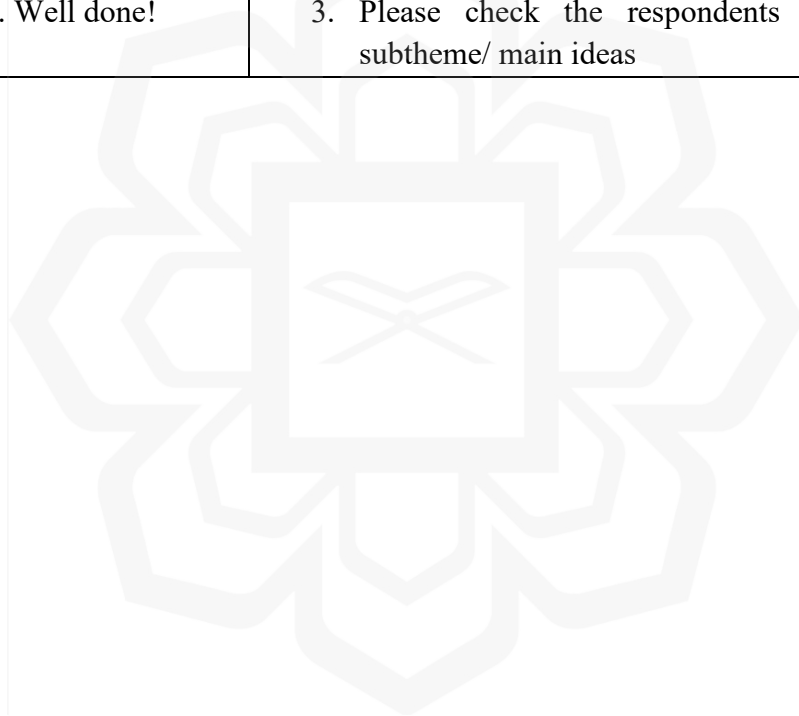 . Well done!
3. Please check the respondents
subtheme/ main ideas